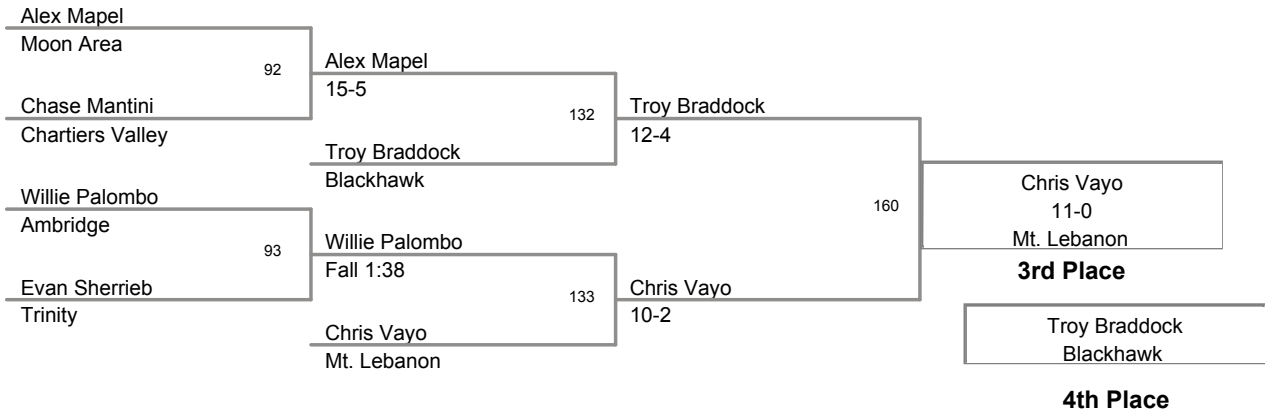 Alex Mapel
Moon Area
92
Chase Mantini
Chartiers Valley
Willie Palombo
Ambridge
93
Evan Sherrieb
Trinity
Alex Mapel
15-5
132
Troy Braddock
Blackhawk
Willie Palombo
Fall 1:38
133
Chris Vayo
Mt. Lebanon
Troy Braddock
12-4
160
Chris Vayo
10-2
Chris Vayo
11-0
Mt. Lebanon
3rd Place
Troy Braddock
Blackhawk
4th Place